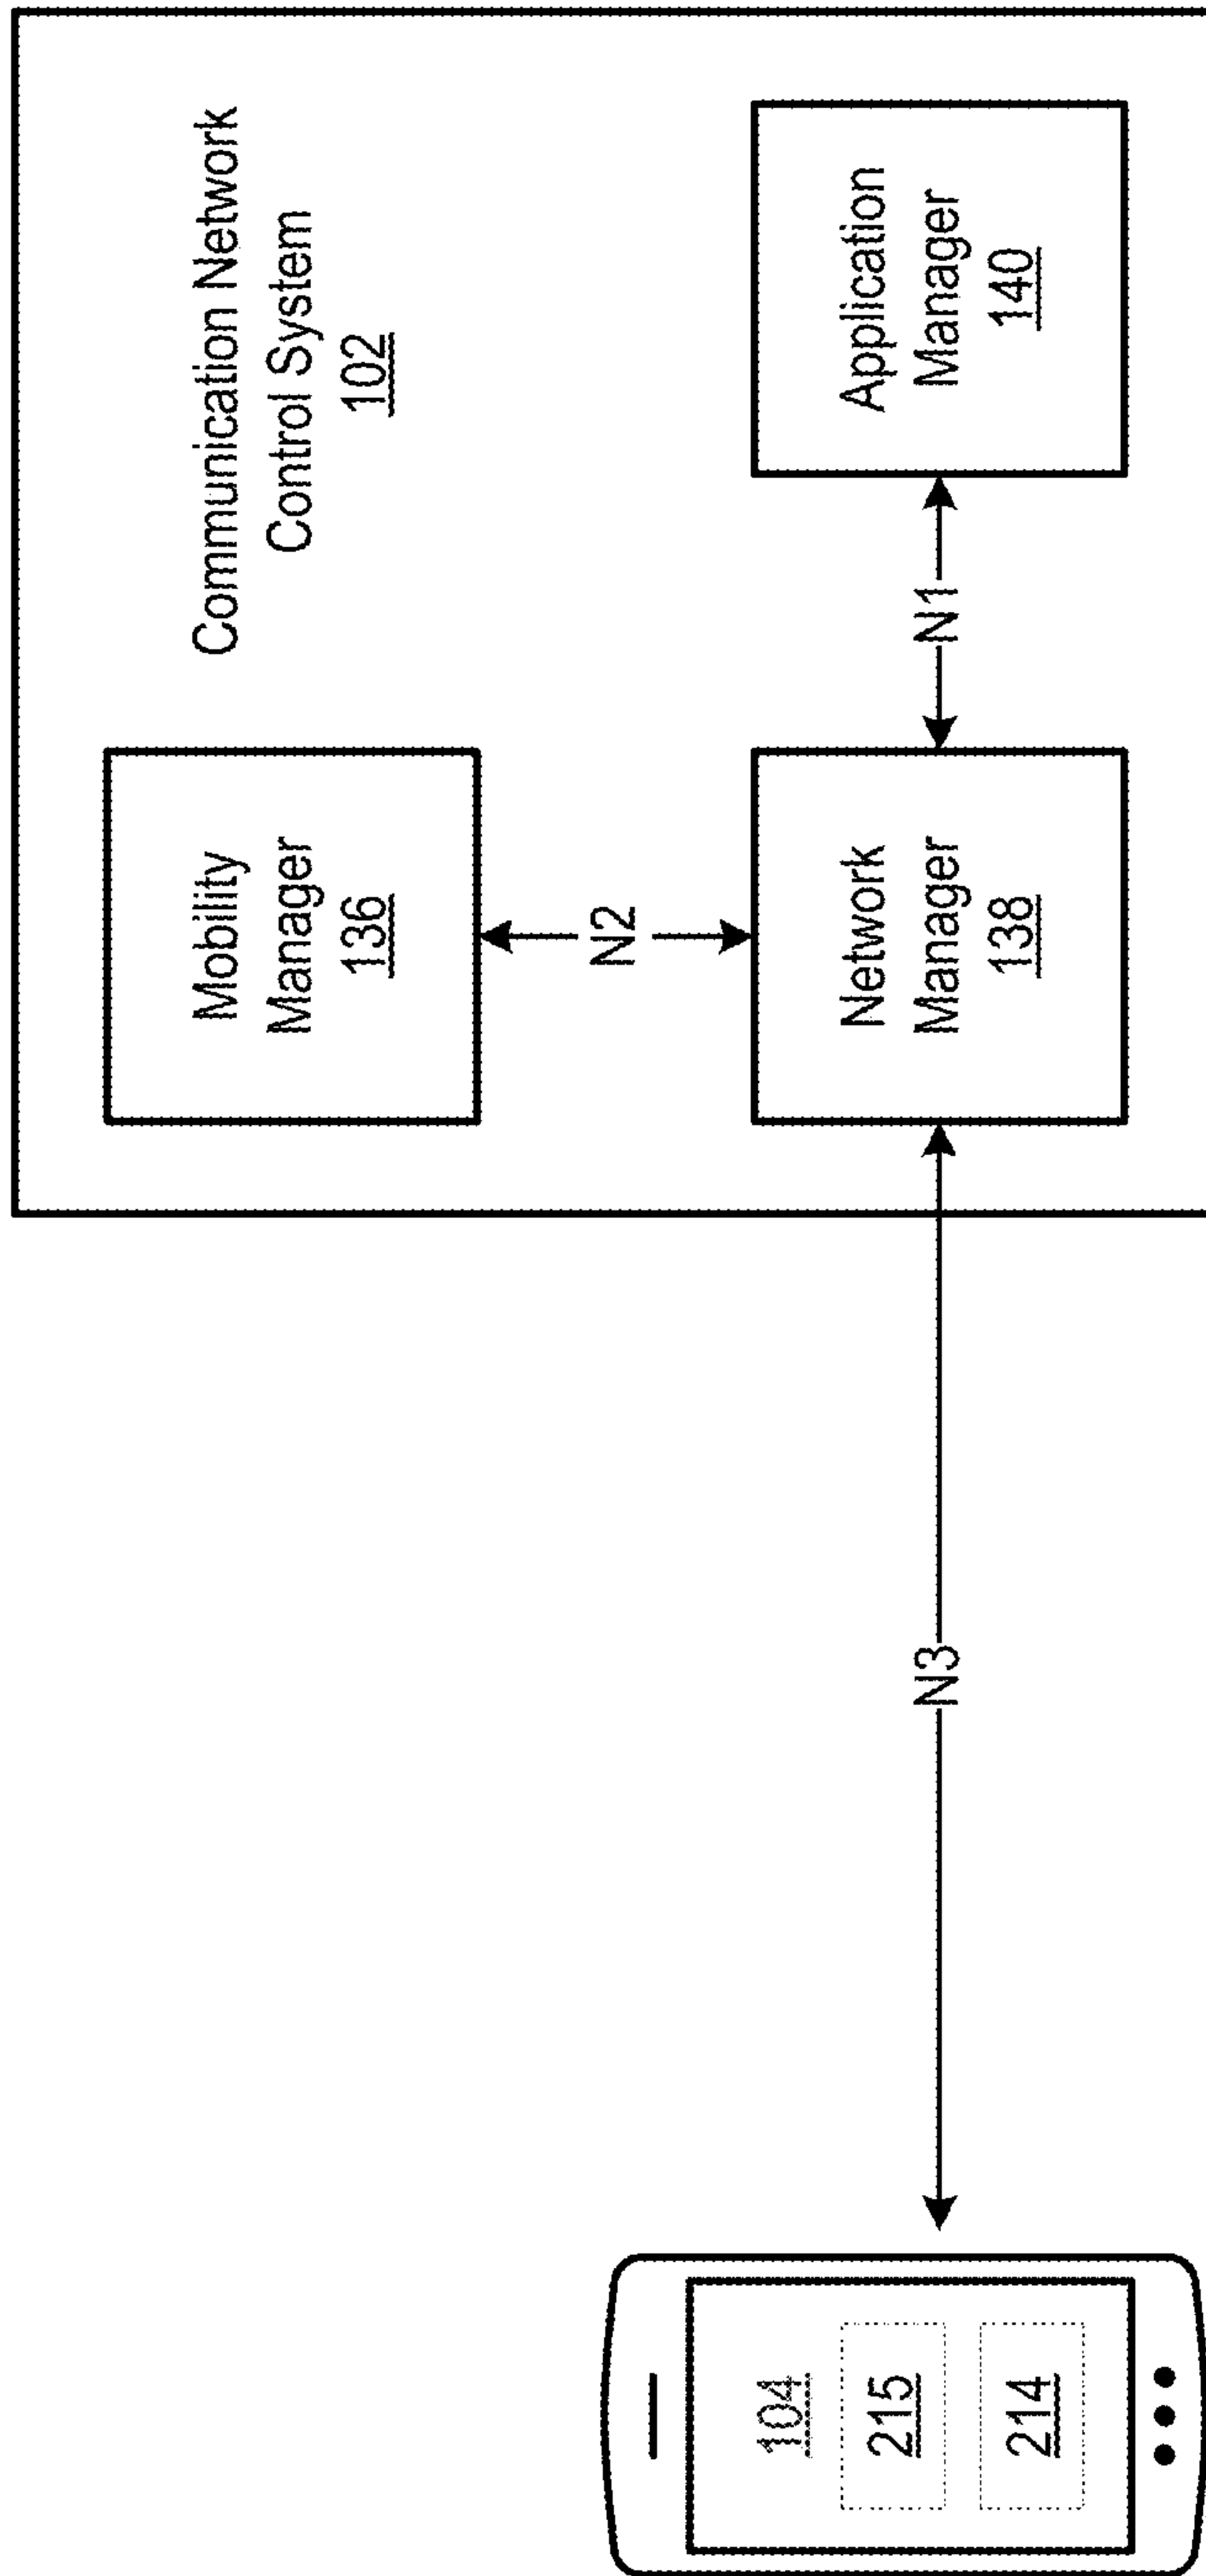 Communication Network
Control System
102
Mobility
Manager
136
N2
104
215
214
N3
Network
Manager
138
N1
Application
Manager
140